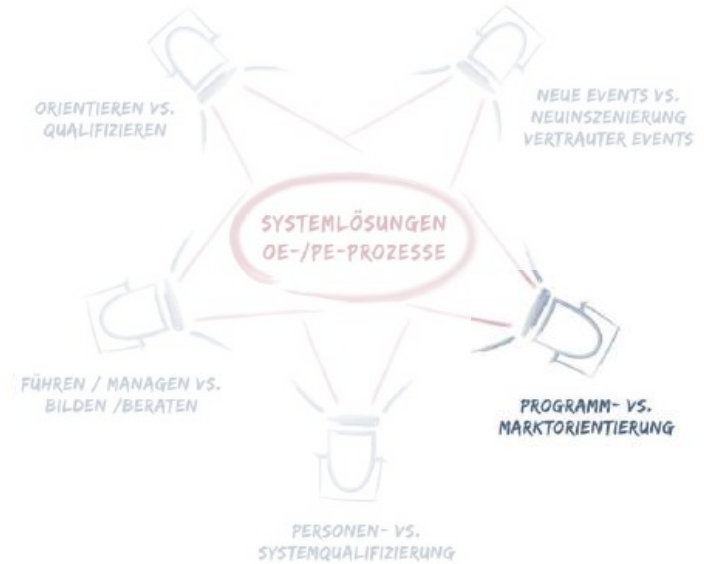 ORIENTIEREN VS.
QUALIFIZIEREN
NEUE EVENTS VS.
NEUINSZENIERUNG
VERTRAUTER EVENTS
SYSTEMLÖSUNGEN
OE-/PE-PROZESSE
FÜHREN / MANAGEN VS.
BILDEN /BERATEN
PROGRAMM- VS.
MARKTORIENTIERUNG
PERSONEN- VS.
SYSTEMQUALIFIZIERUNG